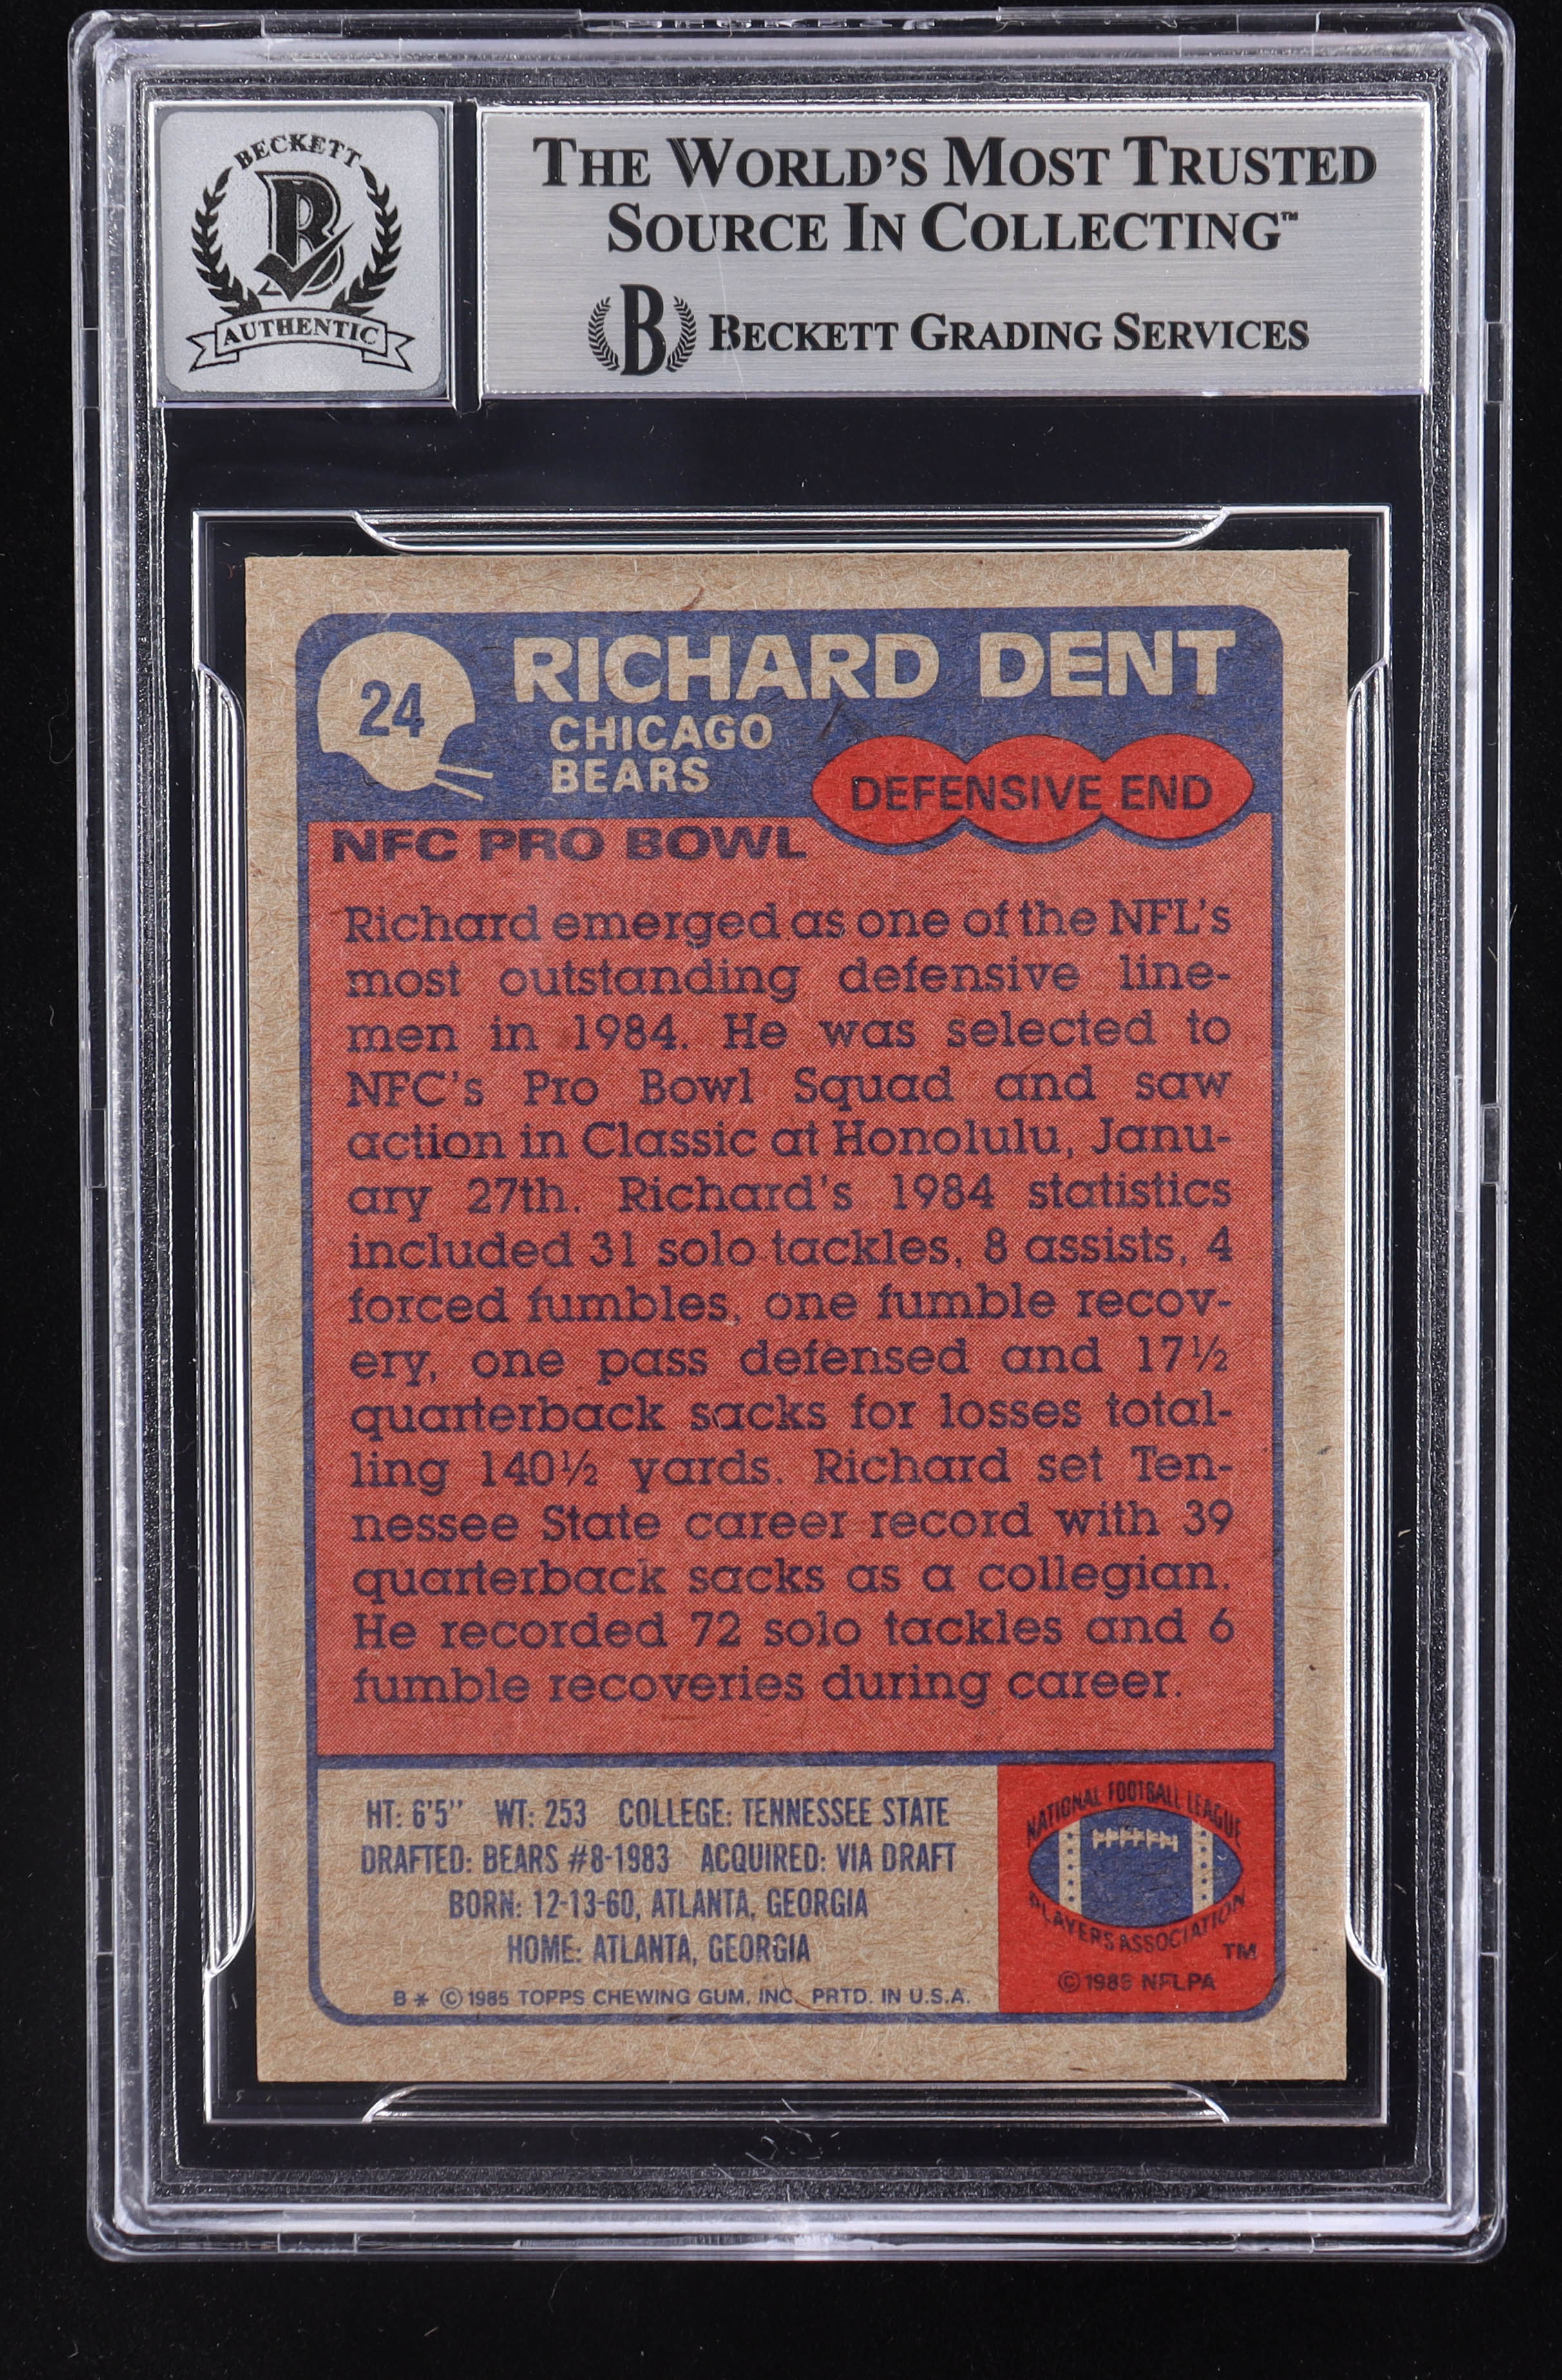 BECKETT
B
AUTHENTIC
THE WORLD'S MOST TRUSTED
SOURCE IN COLLECTING™
B BECKETT GRADING SERVICES
24
RICHARD DENT
CHICAGO
BEARS
DEFENSIVE END
NFC PRO BOWL
Richard emerged as one of the NFL's
most outstanding defensive line-
men in 1984. He was selected to
NFC's Pro Bowl Squad and saw
action in Classic at Honolulu, Janu-
ary 27th. Richard's 1984 statistics
included 31 solo tackles, 8 assists, 4
forced fumbles, one fumble recov-
ery, one pass defensed and 17½
quarterback sacks for losses total-
ling 140½ yards. Richard set Ten-
nessee State career record with 39
quarterback sacks as a collegian.
He recorded 72 solo tackles and 6
fumble recoveries during career.
HT: 6'5'' WT: 253 COLLEGE: TENNESSEE STATE
DRAFTED: BEARS #8-1983 ACQUIRED: VIA DRAFT
BORN: 12-13-60, ATLANTA, GEORGIA
HOME: ATLANTA, GEORGIA
B * © 1985 TOPPS CHEWING GUM, INC. PRTD. IN U.S.A.
NATIONAL FOOTBALL LEAGUE
PLAYERS ASSOCIATION
TM
© 1985 NFLPA